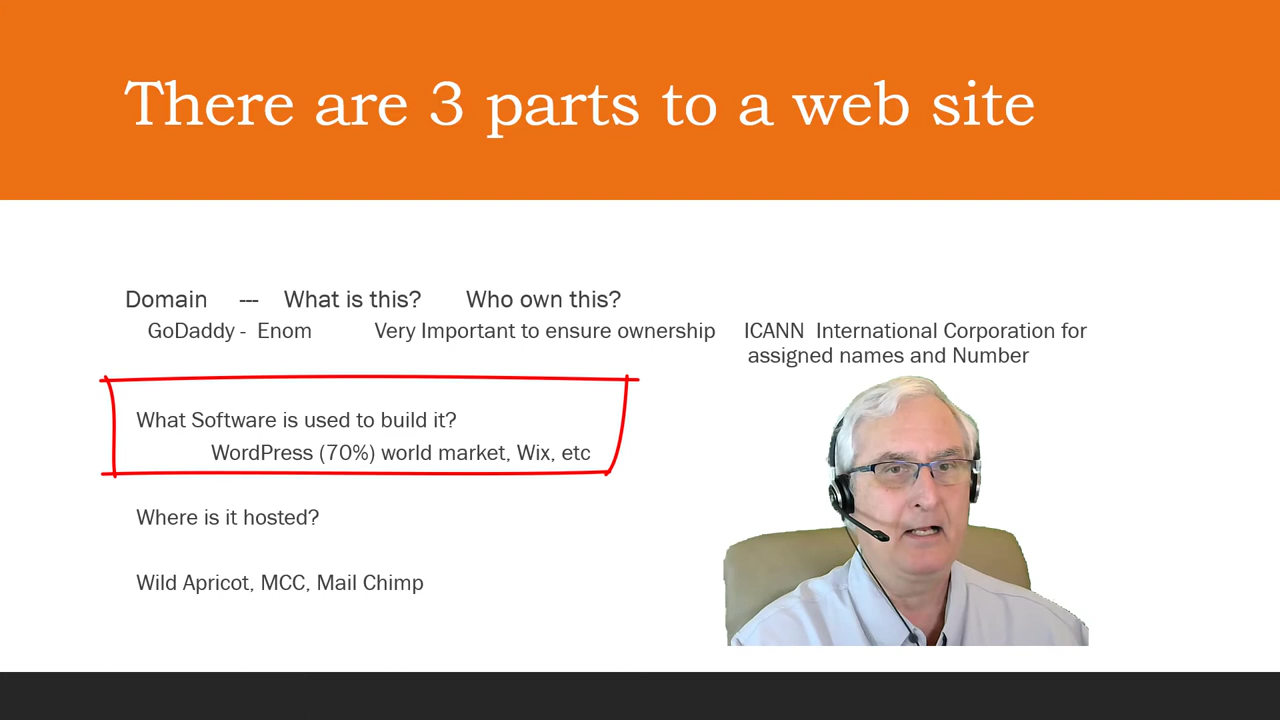 There are 3 parts to a web site
Domain --- What is this? Who own this?
GoDaddy - Enom Very Important to ensure ownership ICANN International Corporation for
assigned names and Number
What Software is used to build it?
WordPress (70%) world market, Wix, etc
Where is it hosted?
Wild Apricot, MCC, Mail Chimp